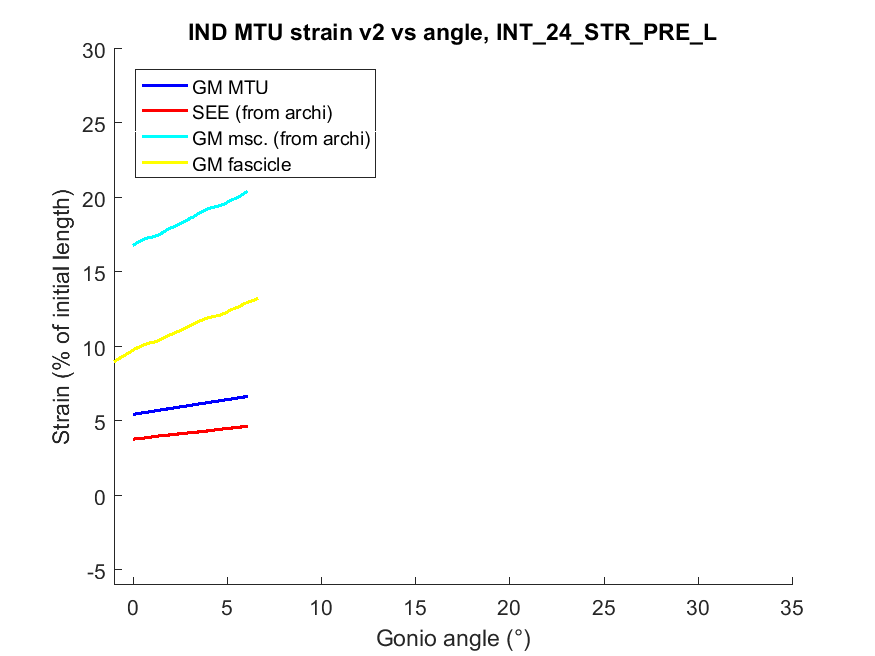 IND MTU strain v2 vs angle, INT_24_STR_PRE_L
30
25
20
15
10
5
0
-5
Strain (% of initial length)
GM MTU
SEE (from archi)
GM msc. (from archi)
GM fascicle
0 5 10 15 20 25 30 35
Gonio angle (°)